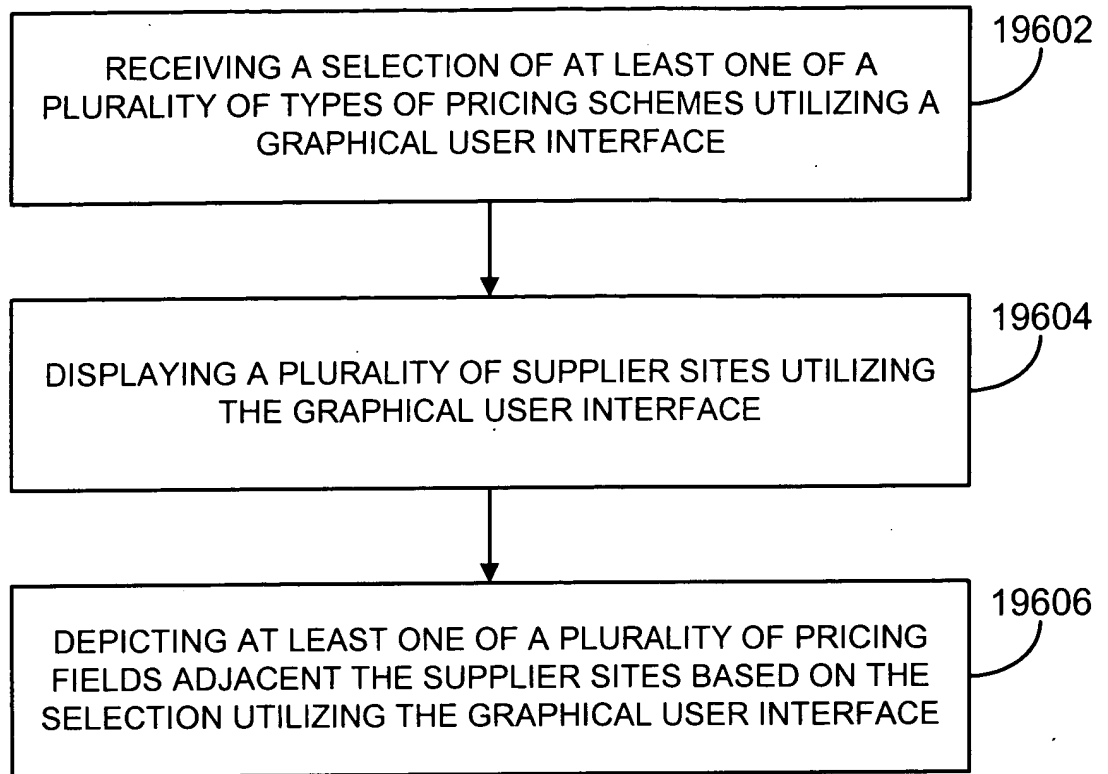 19602
RECEIVING A SELECTION OF AT LEAST ONE OF A
PLURALITY OF TYPES OF PRICING SCHEMES UTILIZING A
GRAPHICAL USER INTERFACE
19604
DISPLAYING A PLURALITY OF SUPPLIER SITES UTILIZING
THE GRAPHICAL USER INTERFACE
19606
DEPICTING AT LEAST ONE OF A PLURALITY OF PRICING
FIELDS ADJACENT THE SUPPLIER SITES BASED ON THE
SELECTION UTILIZING THE GRAPHICAL USER INTERFACE